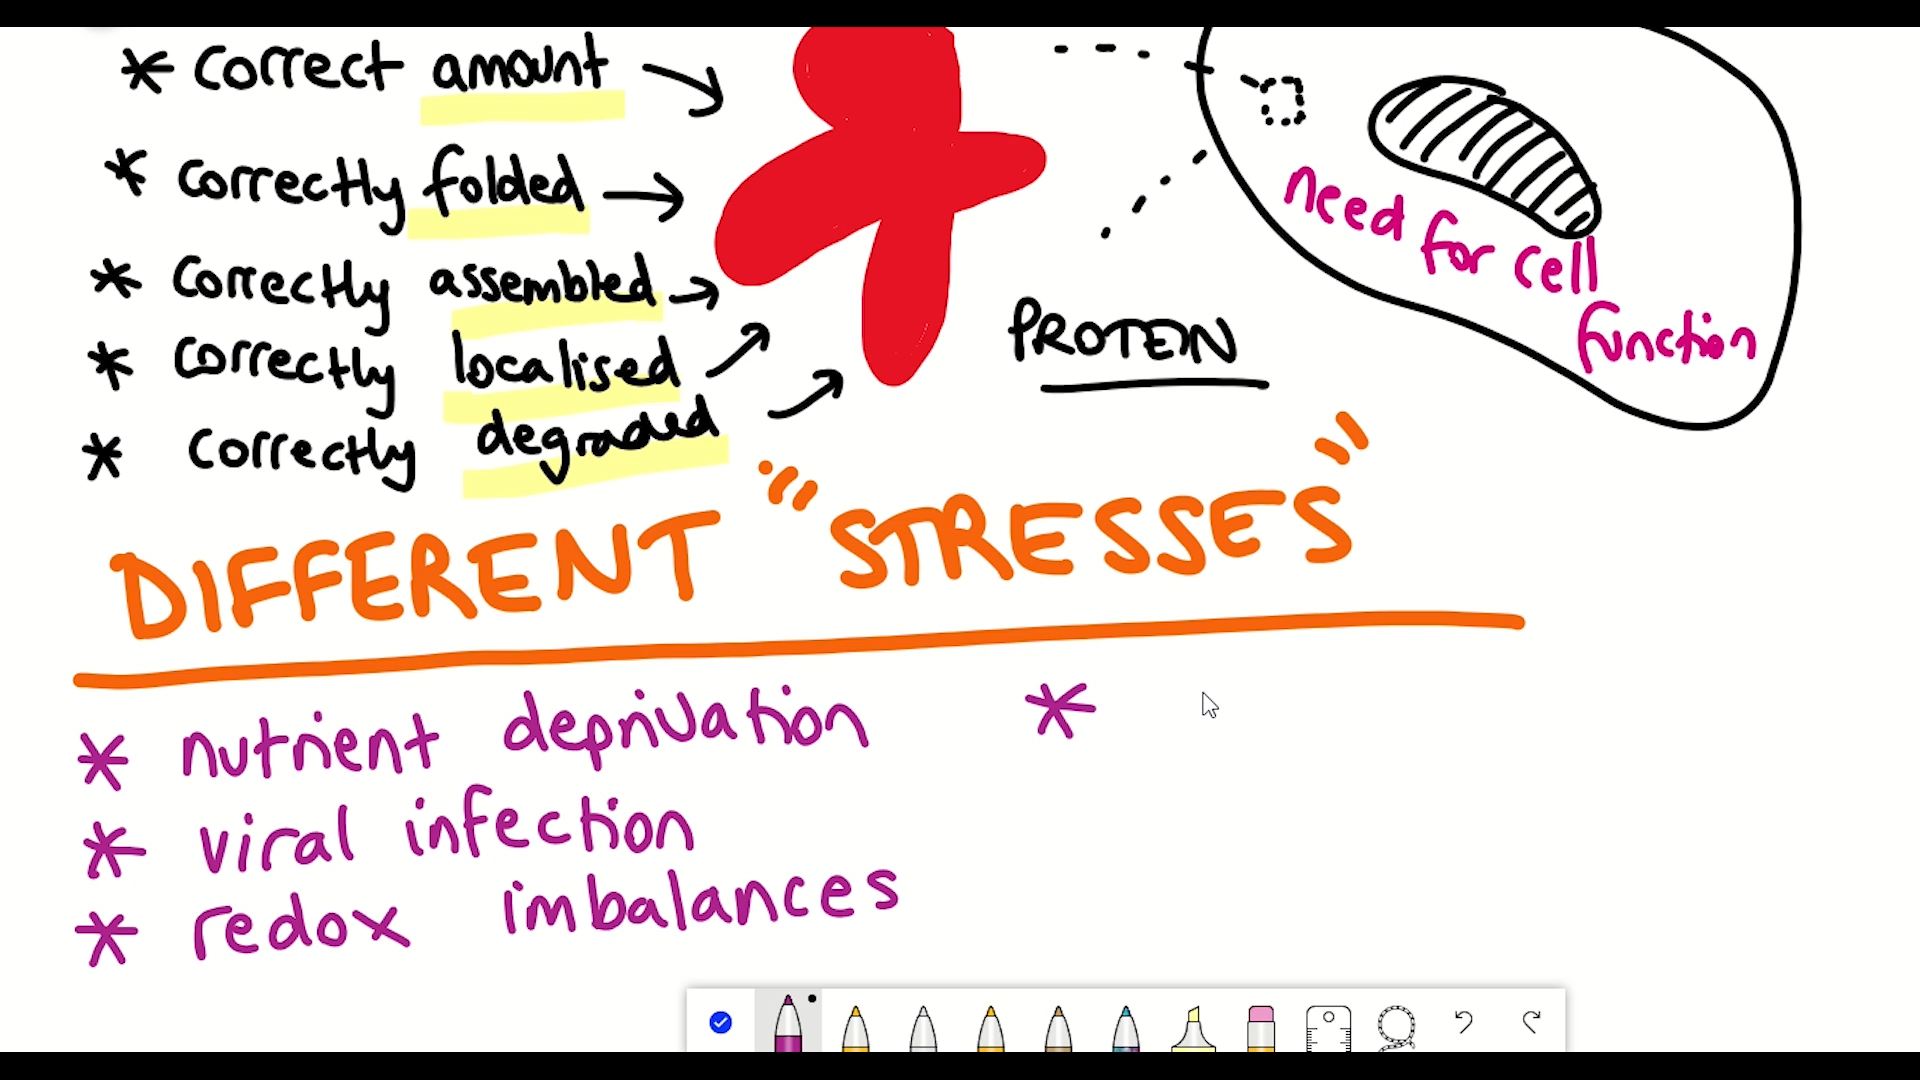 * correct amount →
* correctly folded →
* correctly assembled →
* correctly localised →
* correctly degraded →
PROTEIN
need for cell
function
DIFFERENT "STRESSES"
* nutrient deprivation
* viral infection
* redox imbalances
*